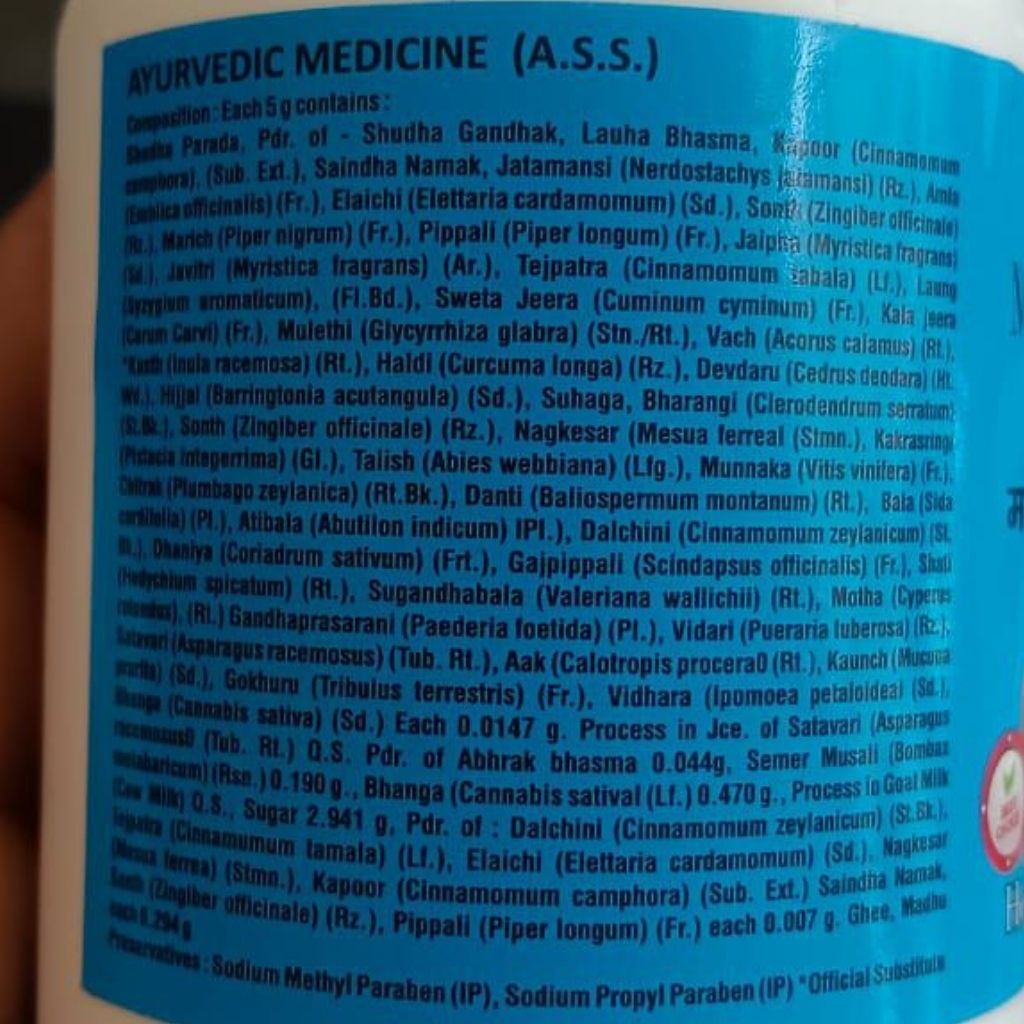 AYURVEDIC MEDICINE (A.S.S.)
Composition : Each 5 g contains :
Shudha Parada, Pdr. of - Shudha Gandhak, Lauha Bhasma, Kapoor (Cinnamomum
camphora), (Sub. Ext.), Saindha Namak, Jatamansi (Nerdostachys jatamansi) (Rz.), Amla
(Emblica officinalis) (Fr.), Elaichi (Elettaria cardamomum) (Sd.), Sonth (Zingiber officinale)
(Rz.), Marich (Piper nigrum) (Fr.), Pippali (Piper longum) (Fr.), Jaipha (Myristica fragrans)
(Sd.), Javitri (Myristica fragrans) (Ar.), Tejpatra (Cinnamomum tabala) (Lf.), Laung
(Syzygium aromaticum), (Fl.Bd.), Sweta Jeera (Cuminum cyminum) (Fr.), Kala jeera
(Carum Carvi) (Fr.), Mulethi (Glycyrrhiza glabra) (Stn./Rt.), Vach (Acorus calamus) (Rt.),
*Kusth (Inula racemosa) (Rt.), Haldi (Curcuma longa) (Rz.), Devdaru (Cedrus deodara) (Ht.
Wd.), Hijjal (Barringtonia acutangula) (Sd.), Suhaga, Bharangi (Clerodendrum serratum)
(St.Bk.), Sonth (Zingiber officinale) (Rz.), Nagkesar (Mesua ferreal (Stmn.), Kakrasringi
(Pistacia integerrima) (Gl.), Talish (Abies webbiana) (Lfg.), Munnaka (Vitis vinifera) (Fr.),
Chitrak (Plumbago zeylanica) (Rt.Bk.), Danti (Baliospermum montanum) (Rt.), Bala (Sida
cordifolia) (Pl.), Atibala (Abutilon indicum) IPl.), Dalchini (Cinnamomum zeylanicum) (St.
Bk.), Dhaniya (Coriadrum sativum) (Frt.), Gajpippali (Scindapsus officinalis) (Fr.), Shati
(Hedychium spicatum) (Rt.), Sugandhabala (Valeriana wallichii) (Rt.), Motha (Cyperus
rotundus), (Rt.) Gandhaprasarani (Paederia foetida) (Pl.), Vidari (Pueraria tuberosa) (Rz.),
Satavari (Asparagus racemosus) (Tub. Rt.), Aak (Calotropis procera0 (Rt.), Kaunch (Mucuna
prurita) (Sd.), Gokhuru (Tribulus terrestris) (Fr.), Vidhara (Ipomoea petaloideal (Sd.),
Bhanga (Cannabis sativa) (Sd.) Each 0.0147 g. Process in Jce. of Satavari (Asparagus
racemosus0 (Tub. Rt.) Q.S. Pdr. of Abhrak bhasma 0.044g, Semer Musali (Bombax
malabaricum) (Rsn.) 0.190 g., Bhanga (Cannabis satival (Lf.) 0.470 g., Process in Goat Milk
(Cow Milk) Q.S., Sugar 2.941 g, Pdr. of : Dalchini (Cinnamomum zeylanicum) (St.Bk.),
Tejpatra (Cinnamumum tamala) (Lf.), Elaichi (Elettaria cardamomum) (Sd.), Nagkesar
(Mesua ferrea) (Stmn.), Kapoor (Cinnamomum camphora) (Sub. Ext.) Saindha Namak,
Sonth (Zingiber officinale) (Rz.), Pippali (Piper longum) (Fr.) each 0.007 g. Ghee, Madhu
each 0.294 g
Preservatives : Sodium Methyl Paraben (IP), Sodium Propyl Paraben (IP) *Official Substitute